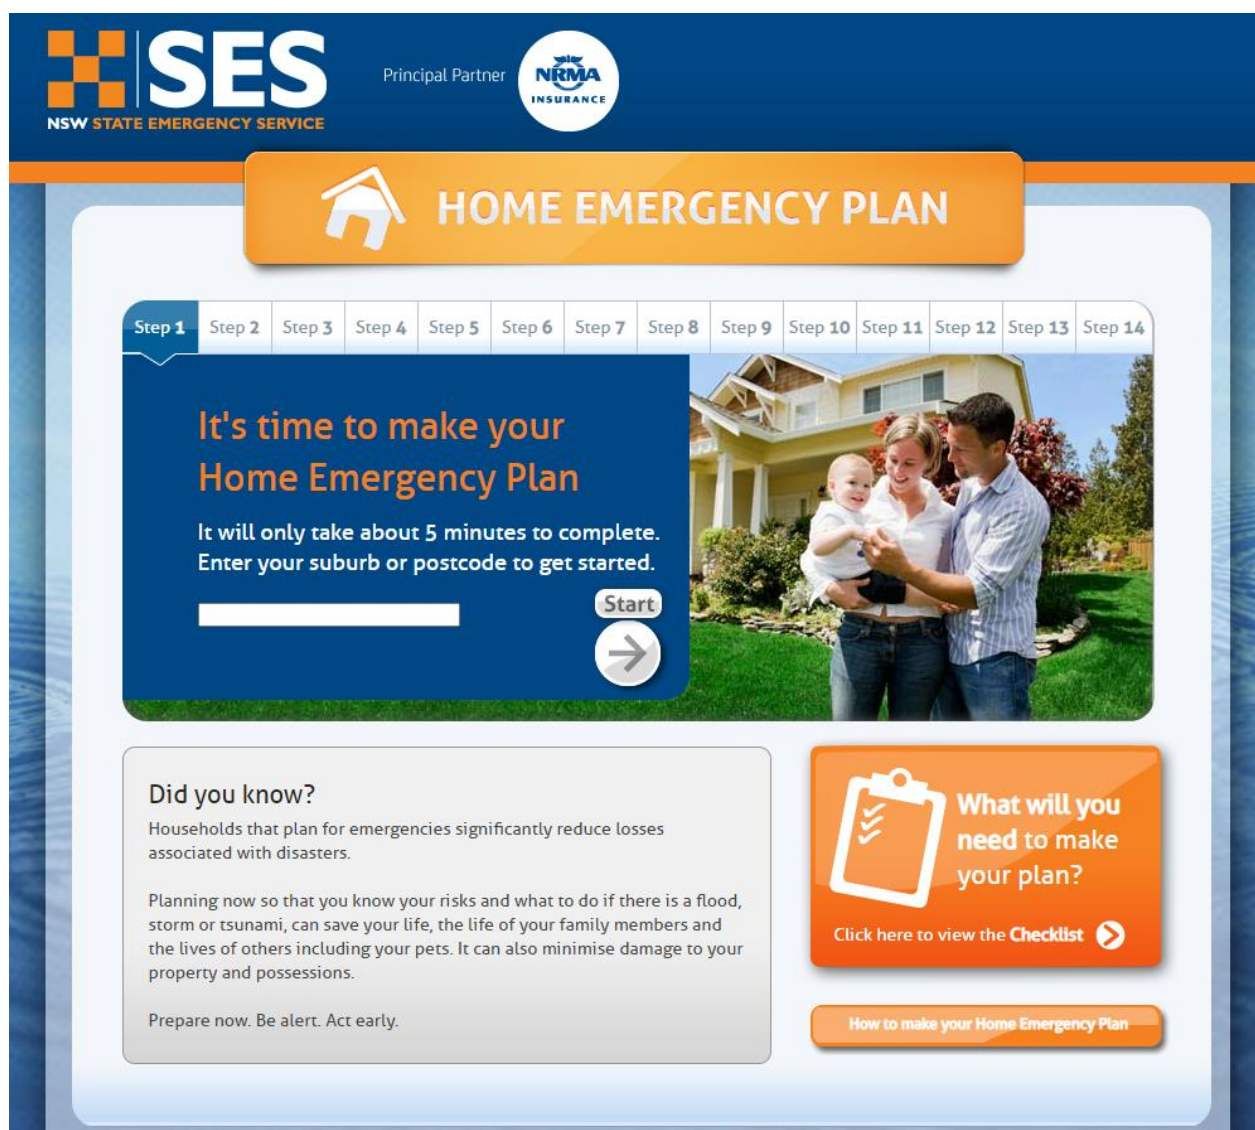 SES
NSW STATE EMERGENCY SERVICE
Principal Partner
NRMA
INSURANCE
HOME EMERGENCY PLAN
Step 1 Step 2 Step 3 Step 4 Step 5 Step 6 Step 7 Step 8 Step 9 Step 10 Step 11 Step 12 Step 13 Step 14
It's time to make your
Home Emergency Plan
It will only take about 5 minutes to complete.
Enter your suburb or postcode to get started.
Start
Did you know?
Households that plan for emergencies significantly reduce losses
associated with disasters.
Planning now so that you know your risks and what to do if there is a flood,
storm or tsunami, can save your life, the life of your family members and
the lives of others including your pets. It can also minimise damage to your
property and possessions.
Prepare now. Be alert. Act early.
What will you
need to make
your plan?
Click here to view the Checklist
How to make your Home Emergency Plan